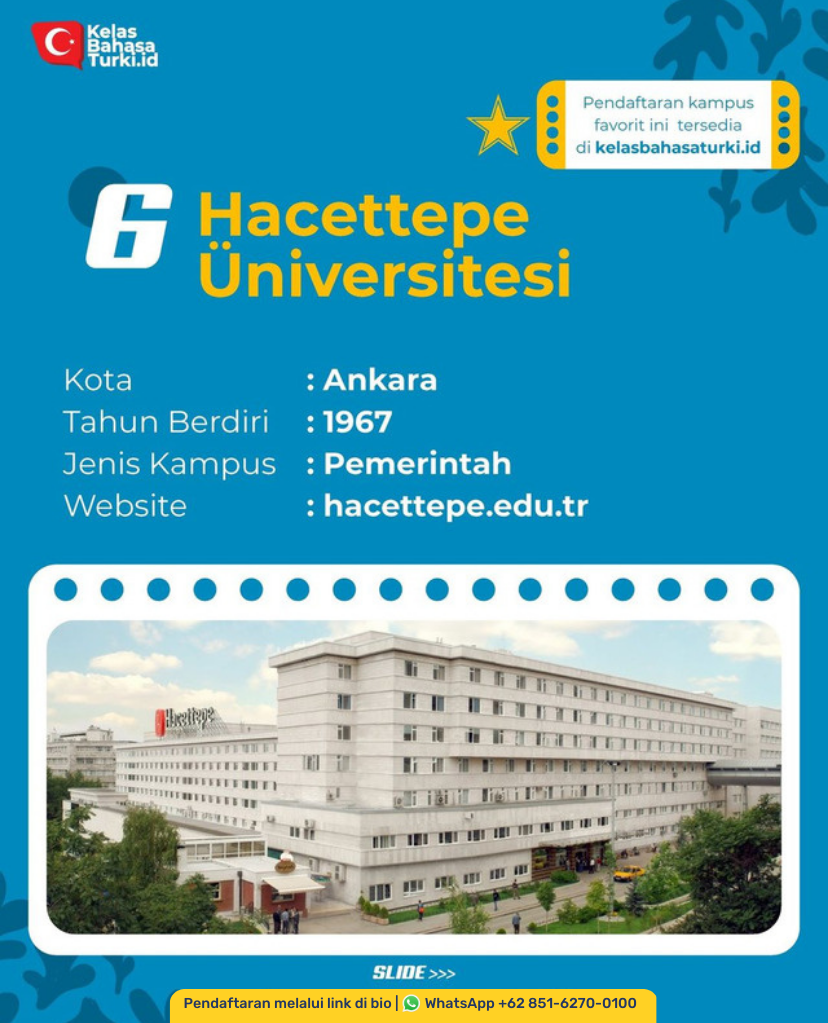 Kelas
Bahasa
Turki.id
Pendaftaran kampus
favorit ini tersedia
di kelasbahasaturki.id
6 Hacettepe
Üniversitesi
Kota : Ankara
Tahun Berdiri : 1967
Jenis Kampus : Pemerintah
Website : hacettepe.edu.tr
Hacettepe
SLIDE >>>
Pendaftaran melalui link di bio | WhatsApp +62 851-6270-0100